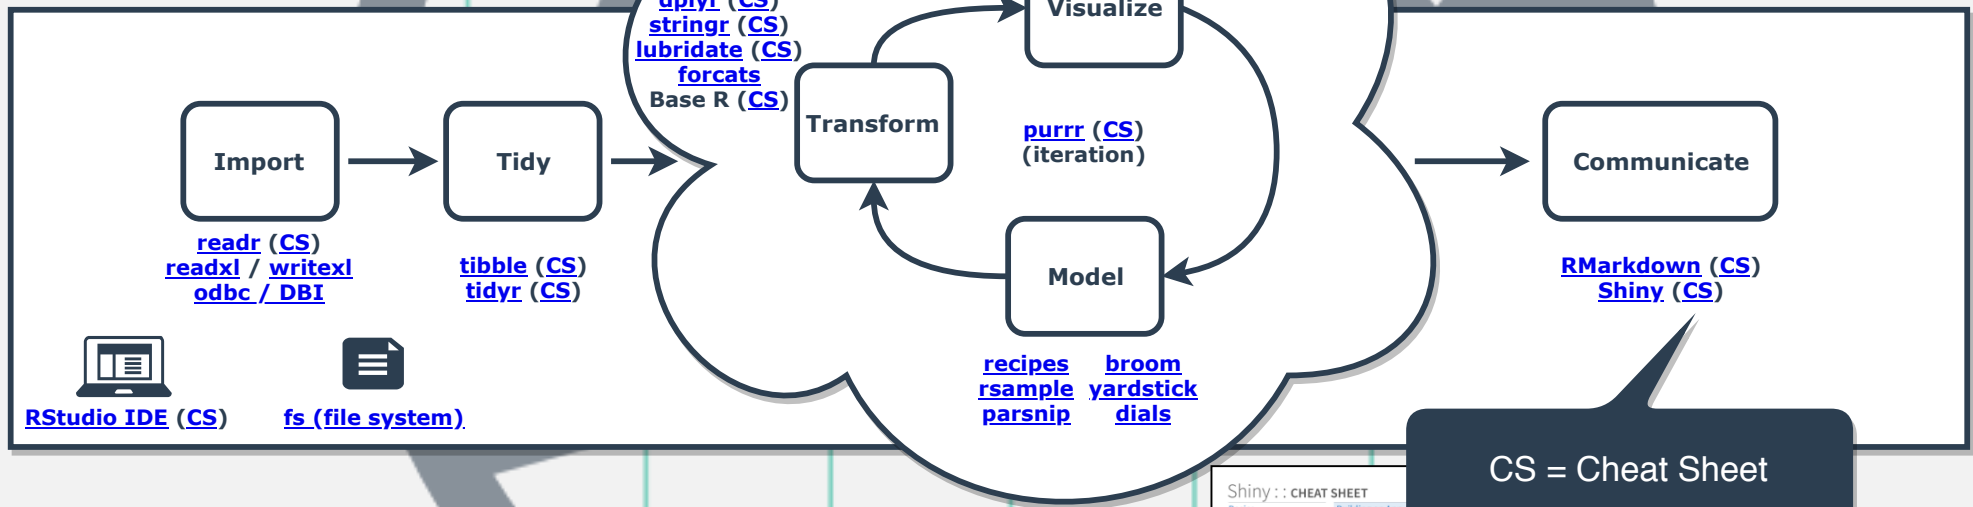 dplyr (CS)
stringr (CS)
lubridate (CS)
forcats
Base R (CS)
Visualize
Transform
purrr (CS)
(iteration)
Import
Tidy
Communicate
readr (CS)
readxl / writexl
odbc / DBI
tibble (CS)
tidyr (CS)
Model
RMarkdown (CS)
Shiny (CS)
recipes broom
rsample yardstick
parsnip dials
RStudio IDE (CS)
fs (file system)
CS = Cheat Sheet
Shiny : : CHEAT SHEET